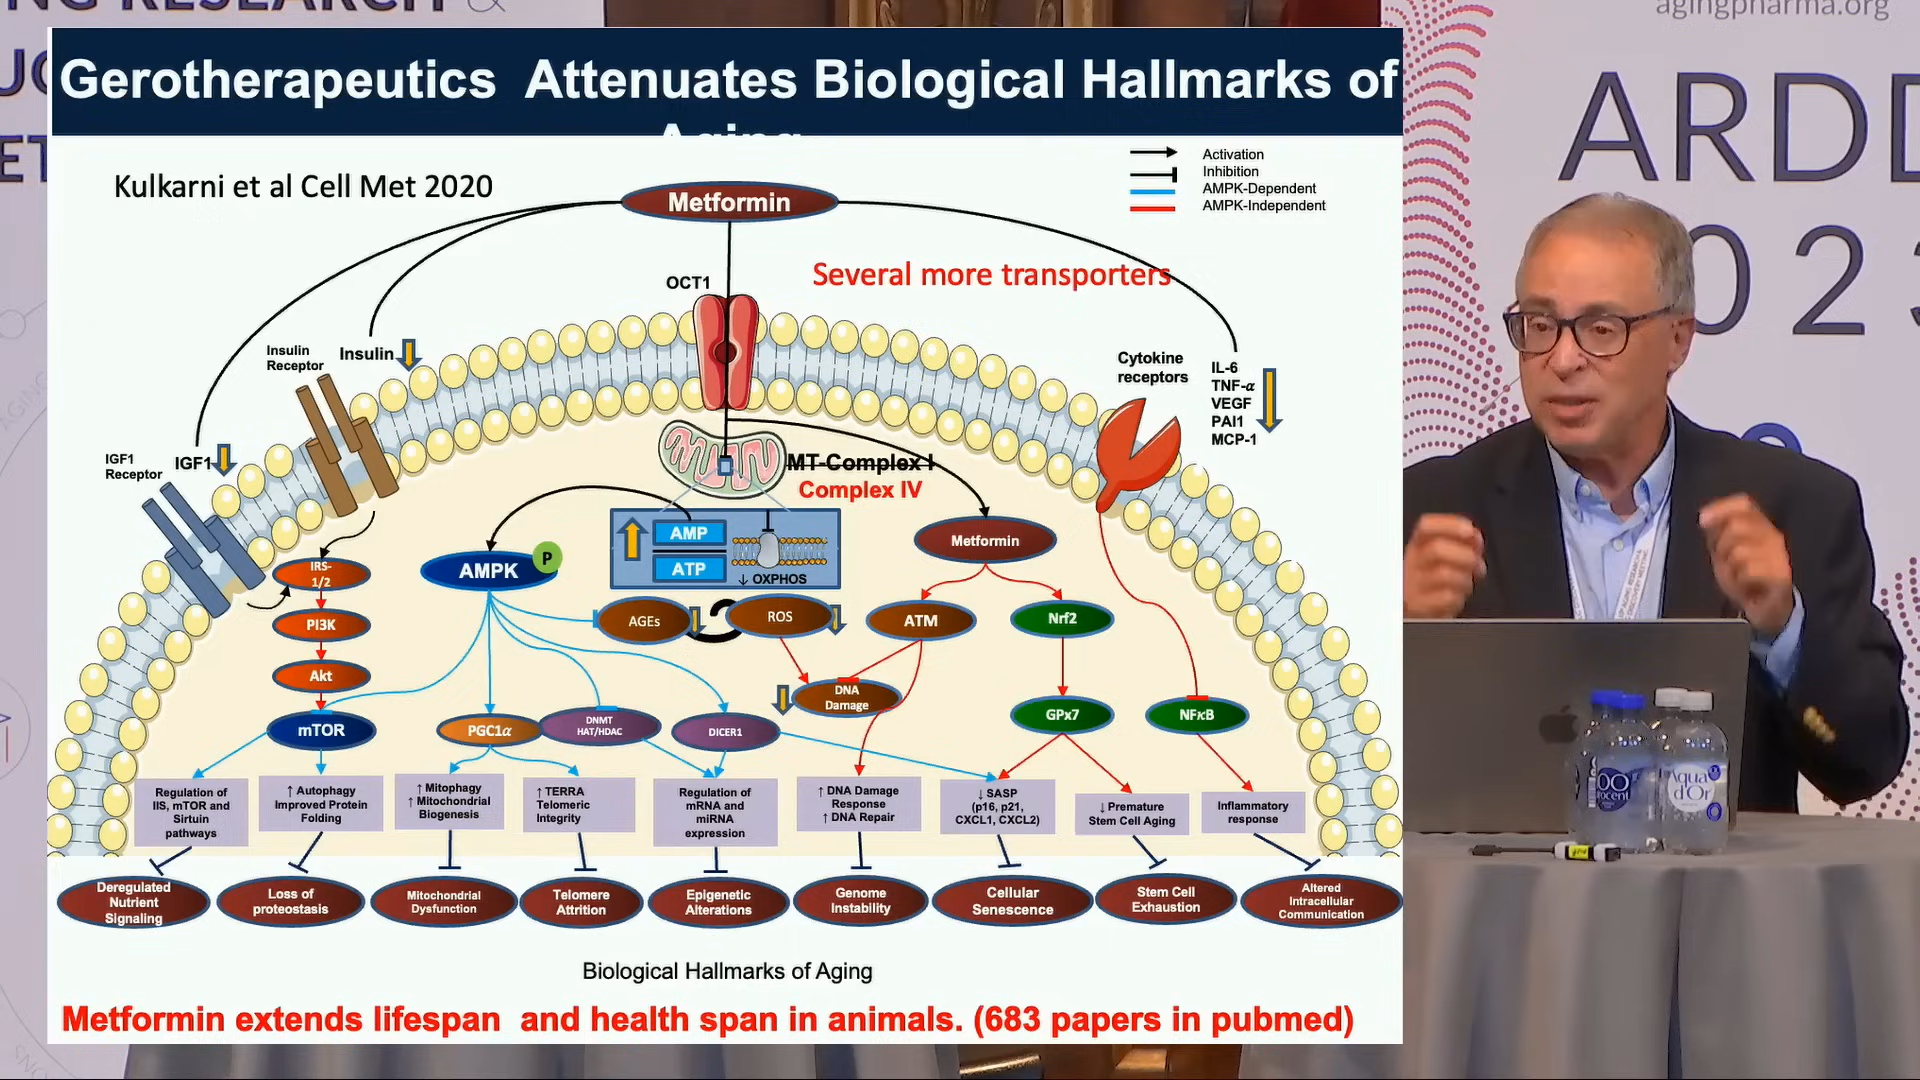 NG RESEARCH &
agingpharma.org
ARDD
2023
Gerotherapeutics Attenuates Biological Hallmarks of
Aging
Kulkarni et al Cell Met 2020
Activation
Inhibition
AMPK-Dependent
AMPK-Independent
Metformin
Several more transporters
OCT1
Insulin
Receptor
Insulin
IGF1
Receptor
IGF1
Cytokine
receptors
IL-6
TNF-α
VEGF
PAI1
MCP-1
MT-Complex I
Complex IV
AMP
ATP
↓ OXPHOS
Metformin
AMPK
P
IRS-
1/2
PI3K
Akt
mTOR
AGEs
ROS
ATM
Nrf2
DNA
Damage
GPx7
NFκB
PGC1α
DNMT
HAT/HDAC
DICER1
Regulation of
IIS, mTOR and
Sirtuin
pathways
↑ Autophagy
Improved Protein
Folding
↑ Mitophagy
↑ Mitochondrial
Biogenesis
↑ TERRA
Telomeric
Integrity
Regulation of
mRNA and
miRNA
expression
↑ DNA Damage
Response
↑ DNA Repair
↓ SASP
(p16, p21,
CXCL1, CXCL2)
↓ Premature
Stem Cell Aging
Inflammatory
response
Deregulated
Nutrient
Signaling
Loss of
proteostasis
Mitochondrial
Dysfunction
Telomere
Attrition
Epigenetic
Alterations
Genome
Instability
Cellular
Senescence
Stem Cell
Exhaustion
Altered
Intracellular
Communication
Biological Hallmarks of Aging
Metformin extends lifespan and health span in animals. (683 papers in pubmed)
Aqua
d'Or